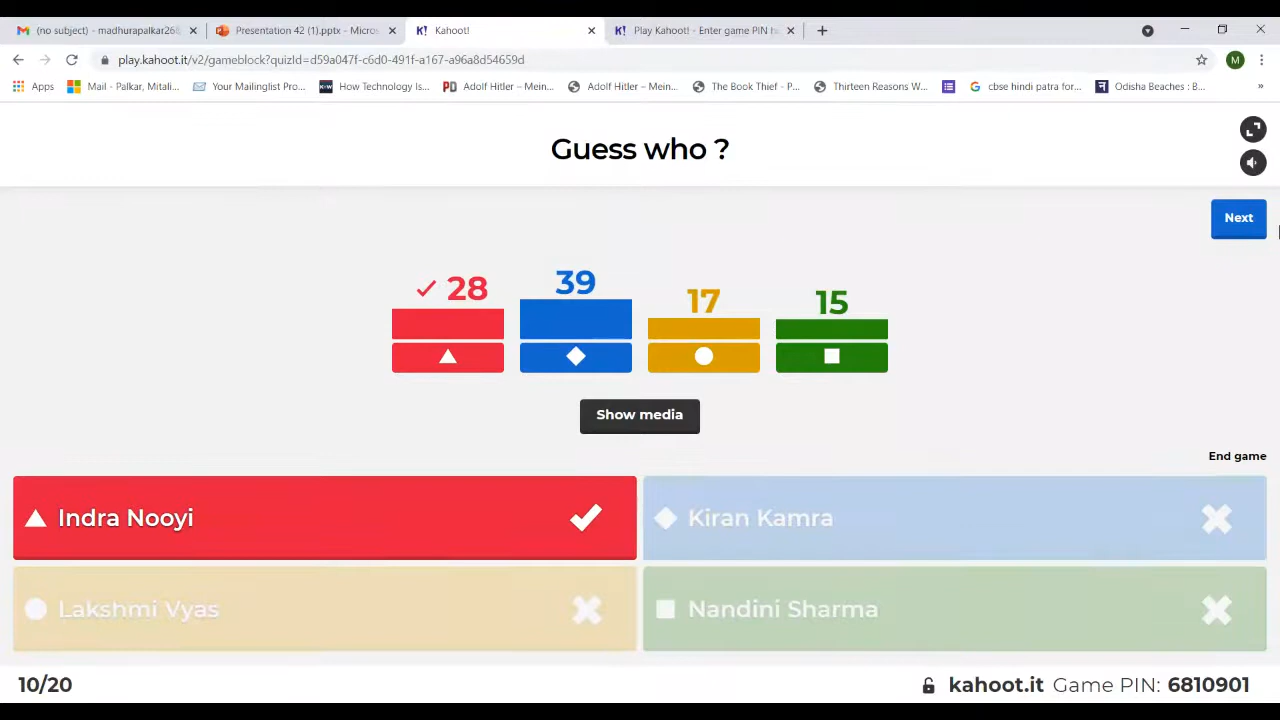 (no subject) - madhurapalkar268
Presentation 42 (1).pptx - Micros
K! Kahoot!
K! Play Kahoot! - Enter game PIN h
play.kahoot.it/v2/gameblock?quizId=d59a047f-c6d0-491f-a167-a96a8d54659d
M
Apps
Mail - Palkar, Mitali...
Your Mailinglist Pro...
How Technology Is...
PD Adolf Hitler – Mein...
Adolf Hitler – Mein...
The Book Thief - P...
Thirteen Reasons W...
cbse hindi patra for...
Odisha Beaches : B...
»
Guess who ?
Next
28
39
17
15
Show media
End game
Indra Nooyi
Kiran Kamra
Lakshmi Vyas
Nandini Sharma
10/20
kahoot.it Game PIN: 6810901